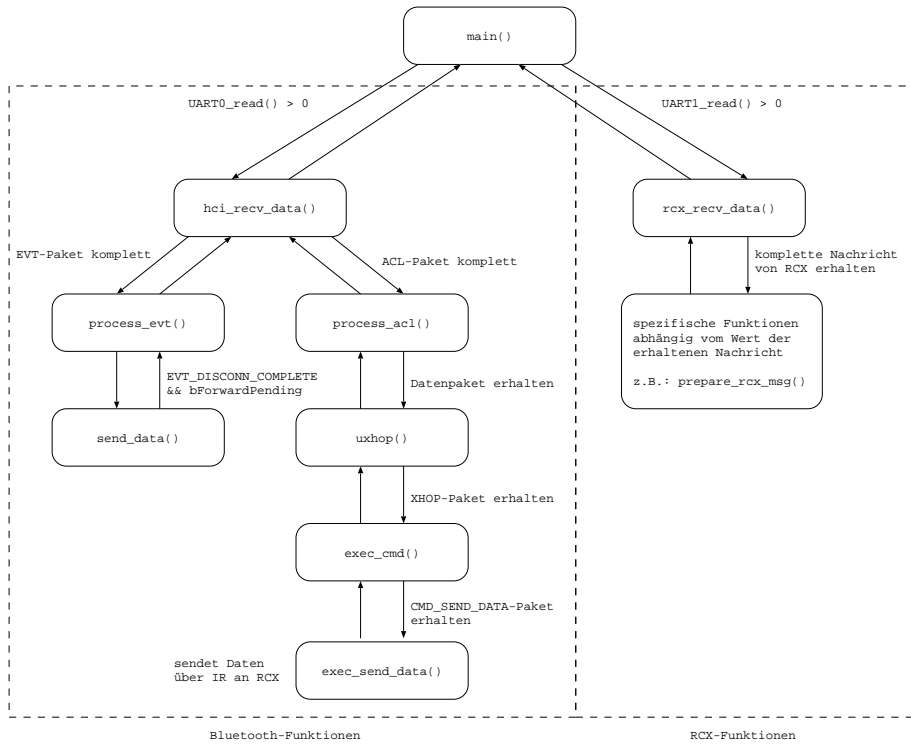 main()
UART0_read() > 0
UART1_read() > 0
hci_recv_data()
rcx_recv_data()
EVT-Paket komplett
ACL-Paket komplett
komplette Nachricht
von RCX erhalten
process_evt()
process_acl()
spezifische Funktionen
abhängig vom Wert der
erhaltenen Nachricht
z.B.: prepare_rcx_msg()
EVT_DISCONN_COMPLETE
&& bForwardPending
Datenpaket erhalten
send_data()
uxhop()
XHOP-Paket erhalten
exec_cmd()
CMD_SEND_DATA-Paket
erhalten
sendet Daten
über IR an RCX
exec_send_data()
Bluetooth-Funktionen
RCX-Funktionen